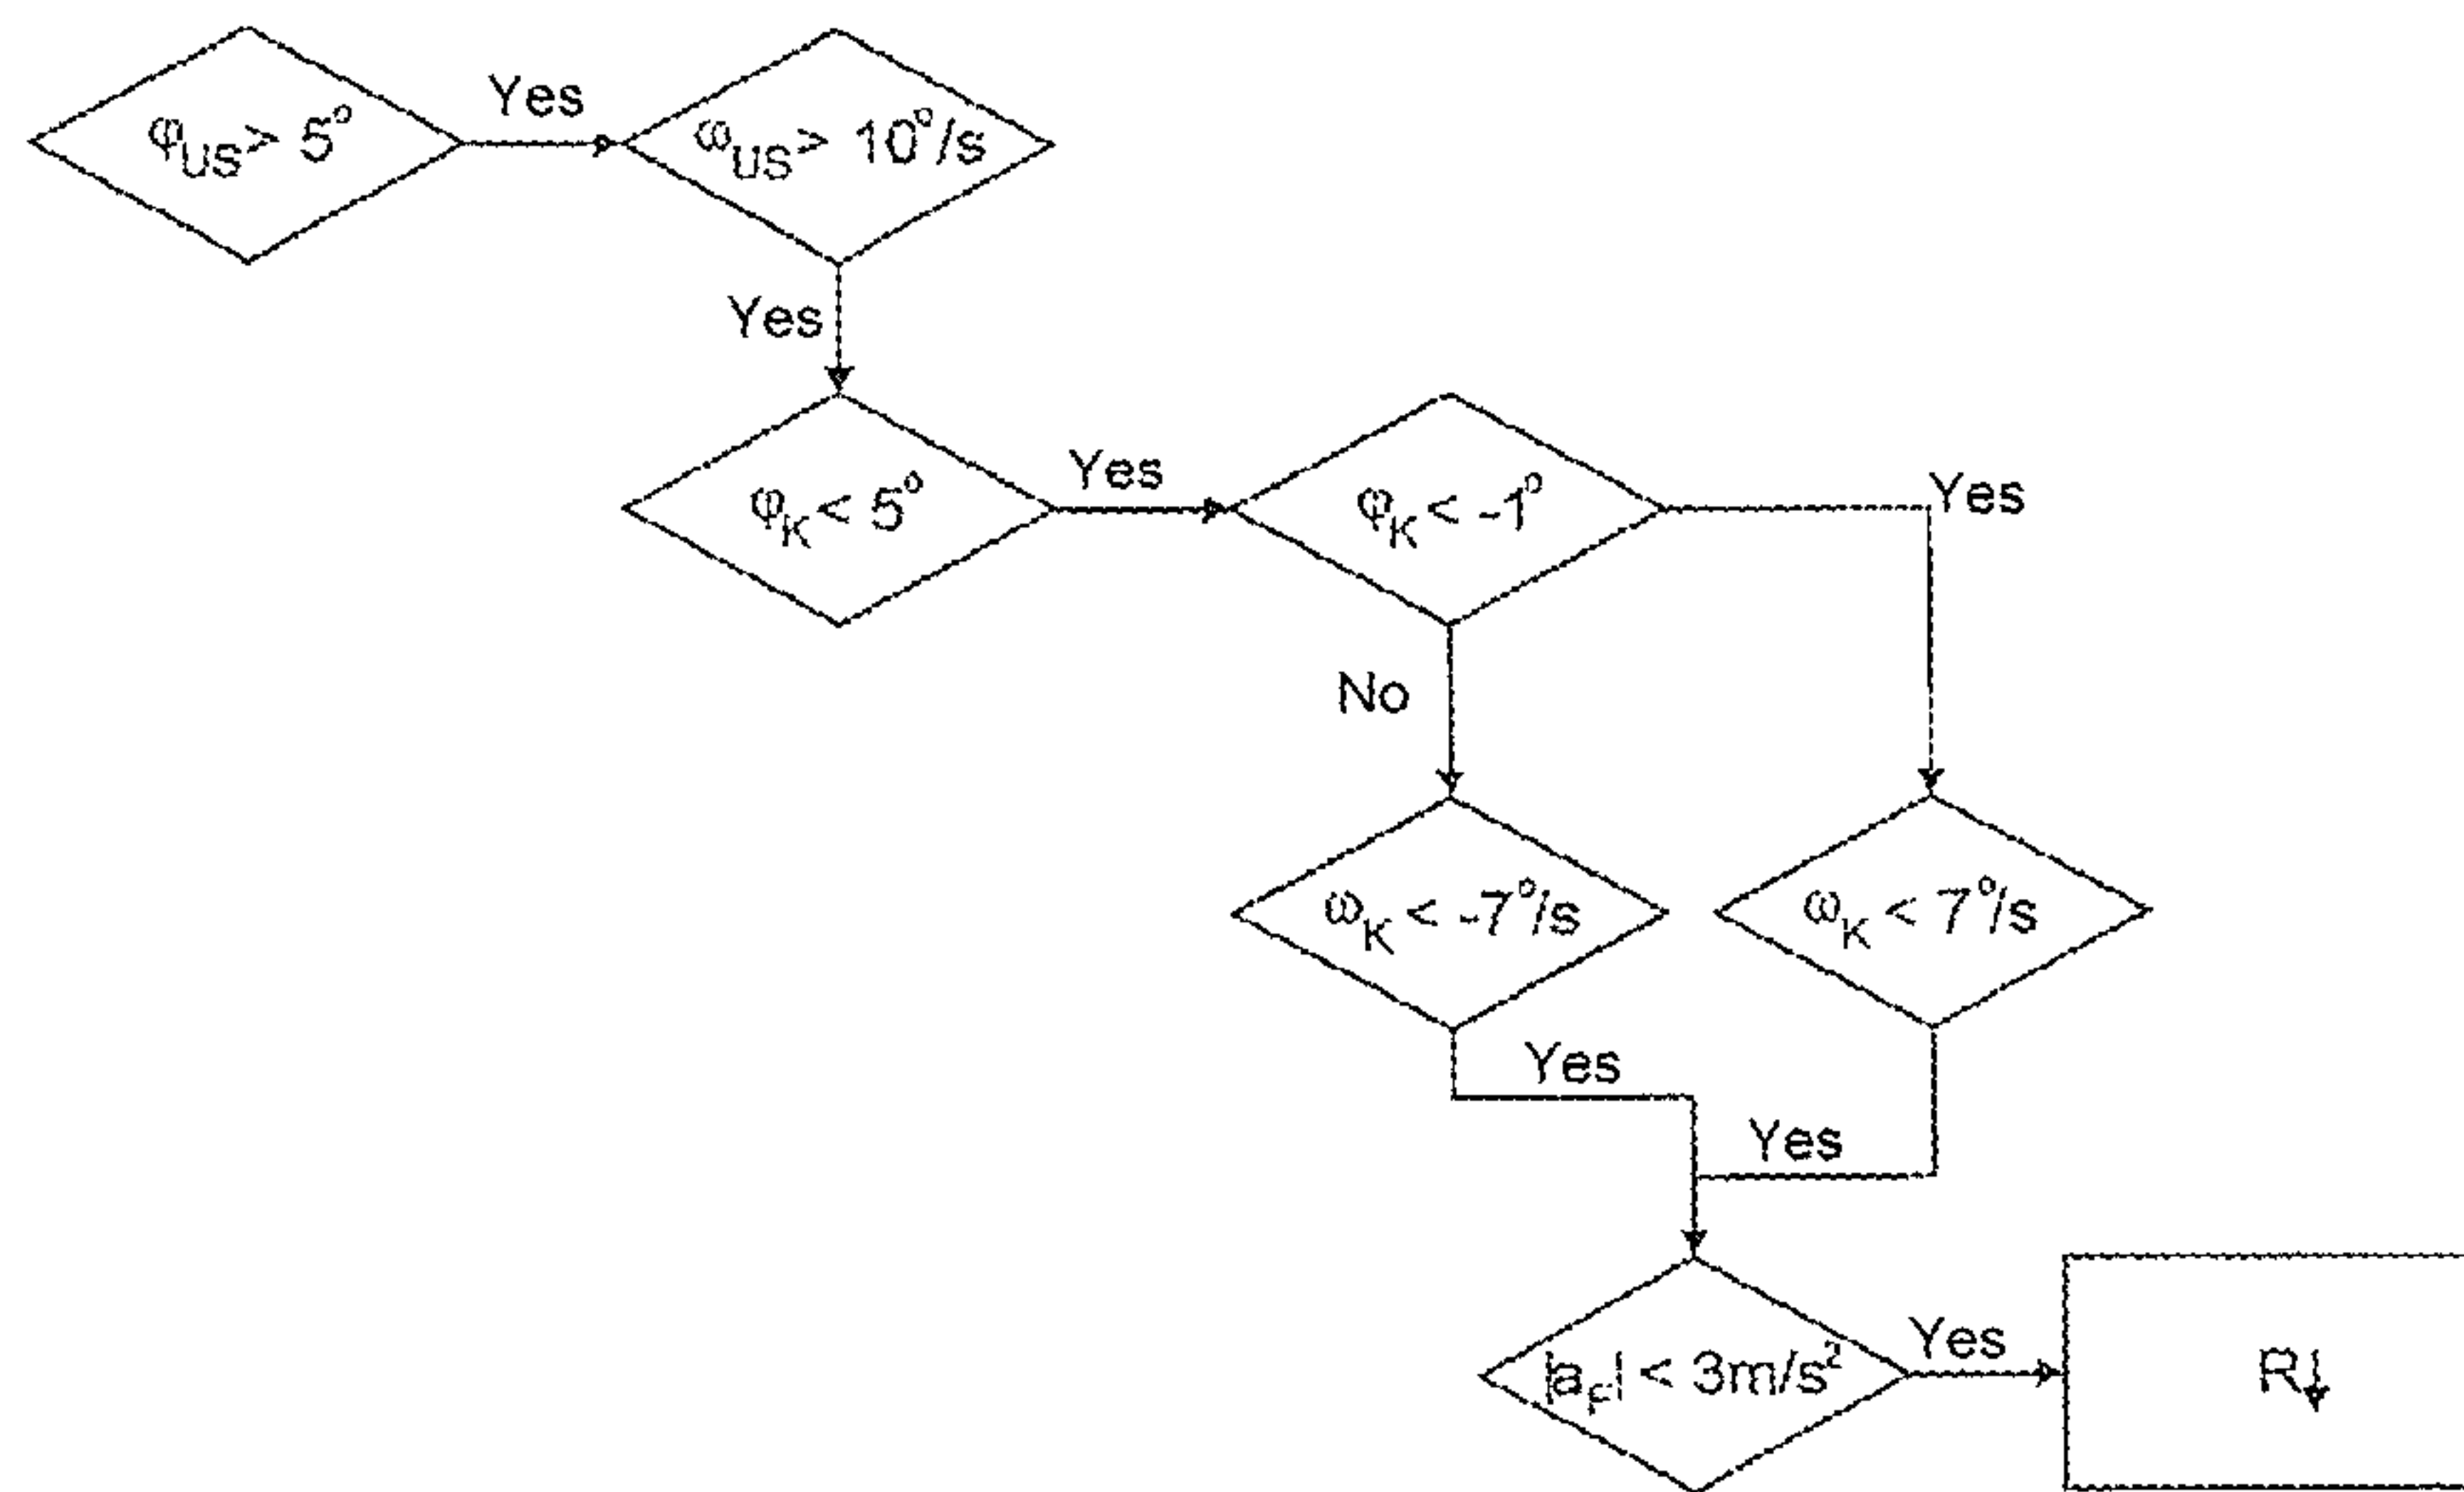 φUS > 5°
Yes
ωUS > 10°/s
Yes
φK < 5°
Yes
φK < -1°
Yes
No
ωK < -7°/s
ωK < 7°/s
Yes
Yes
|aF| < 3m/s²
Yes
R↓